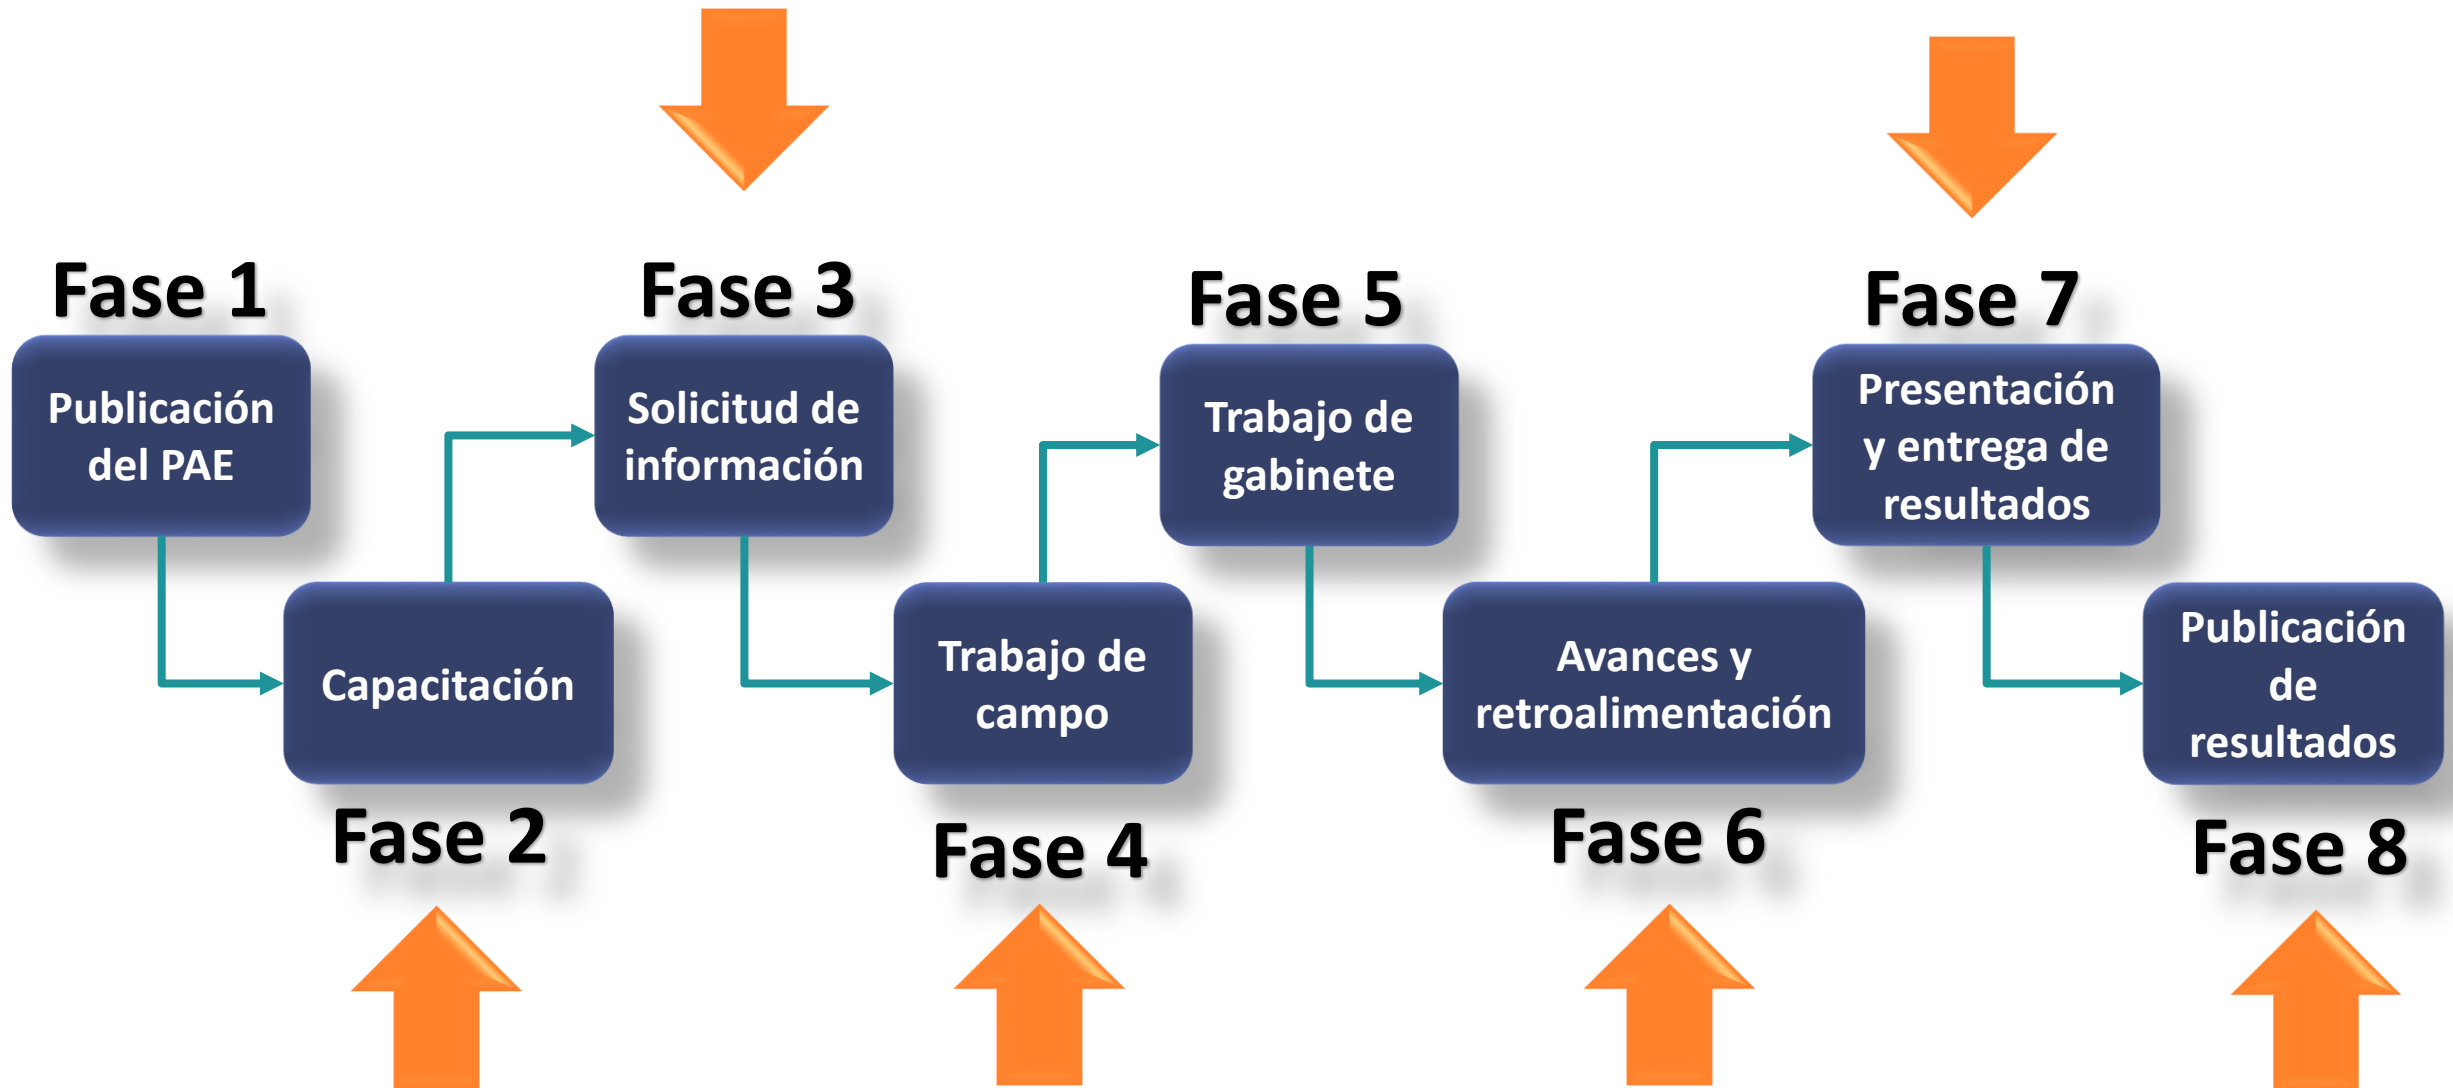 Fase 1
Publicación
del PAE
Capacitación
Fase 2
Fase 3
Solicitud de
información
Trabajo de
campo
Fase 4
Fase 5
Trabajo de
gabinete
Avances y
retroalimentación
Fase 6
Fase 7
Presentación
y entrega de
resultados
Publicación
de
resultados
Fase 8